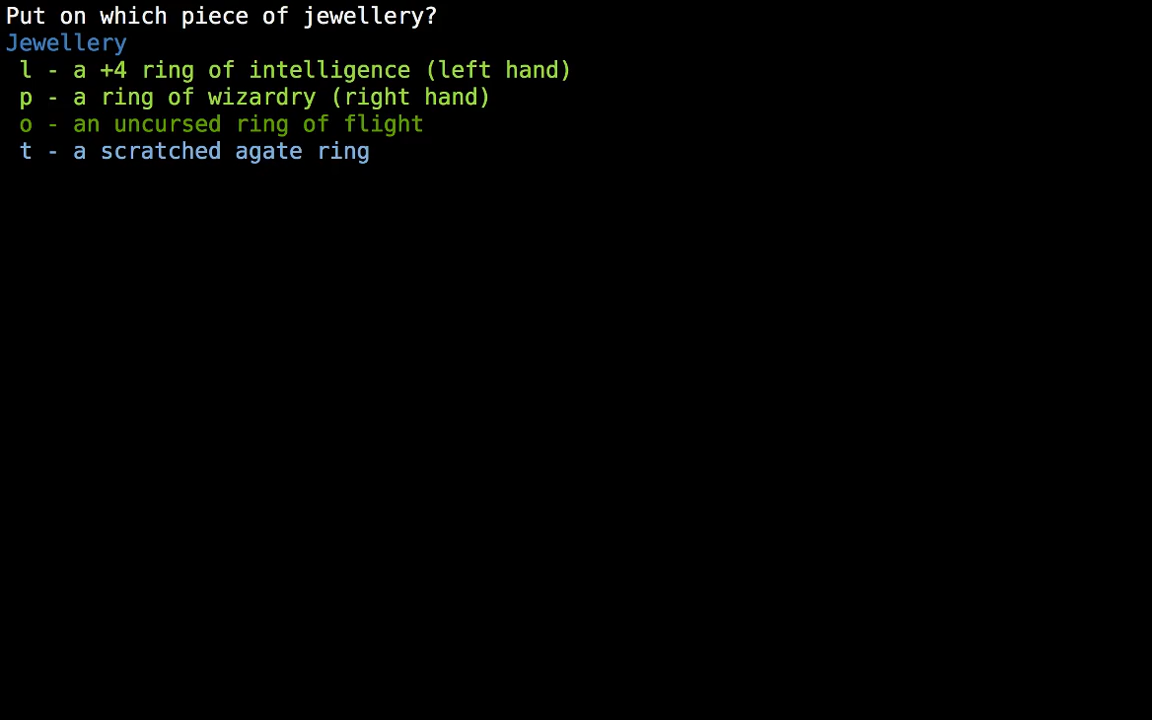 Put on which piece of jewellery?
Jewellery
l - a +4 ring of intelligence (left hand)
p - a ring of wizardry (right hand)
o - an uncursed ring of flight
t - a scratched agate ring